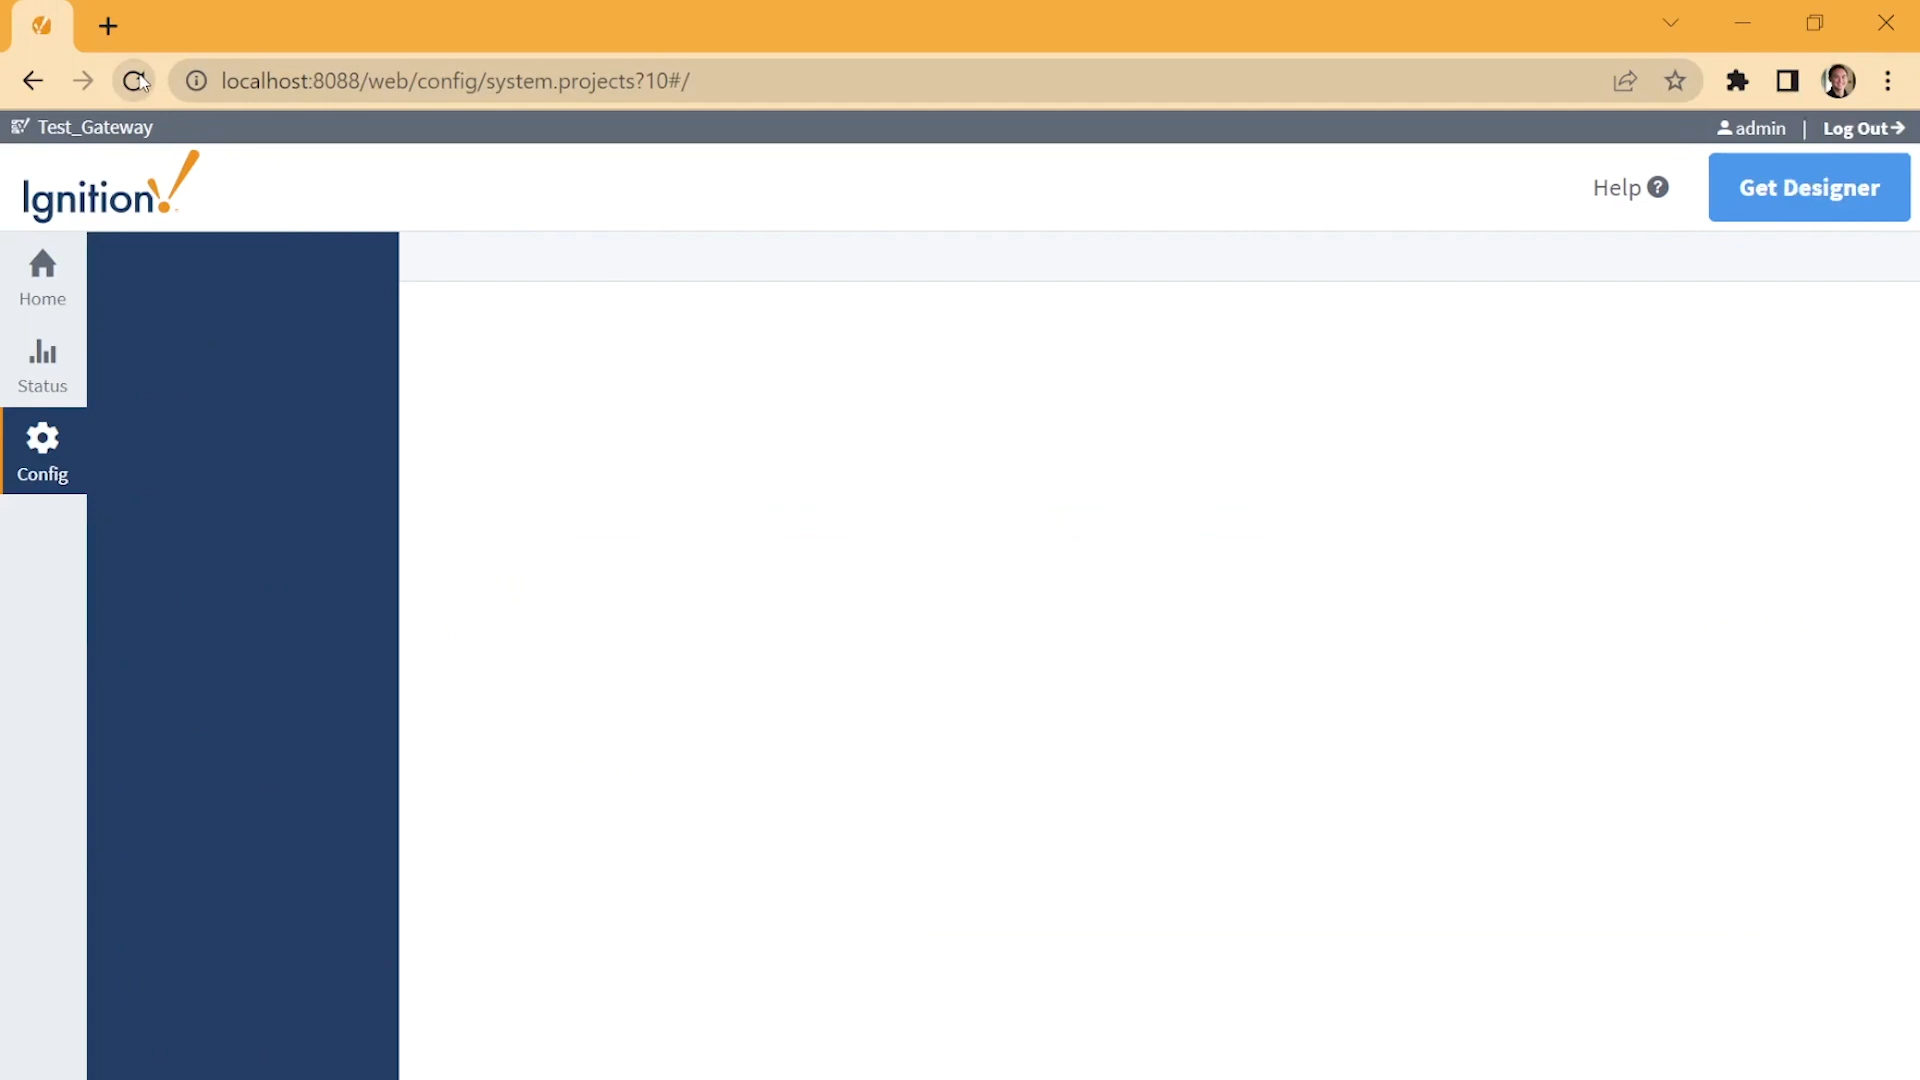 localhost:8088/web/config/system.projects?10#/
Test_Gateway
admin | Log Out
Ignition!
Help ?
Get Designer
Home
Status
Config